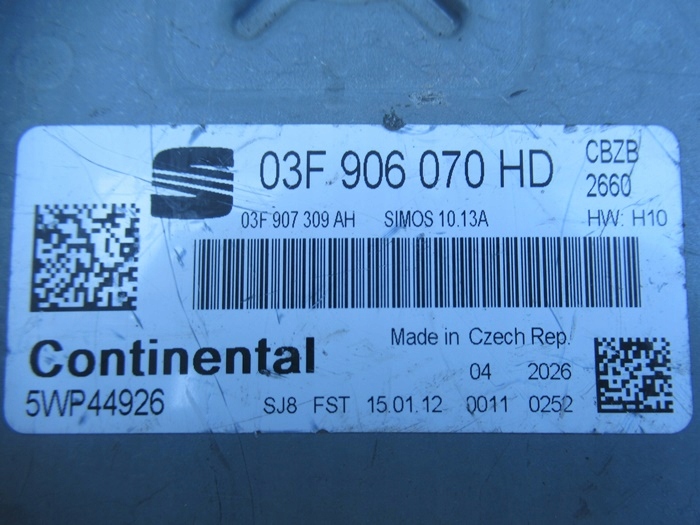 03F 906 070 HD CBZB
2660
03F 907 309 AH SIMOS 10.13A HW: H10
Made in Czech Rep.
Continental
04 2026
5WP44926 SJ8 FST 15.01.12 0011 0252